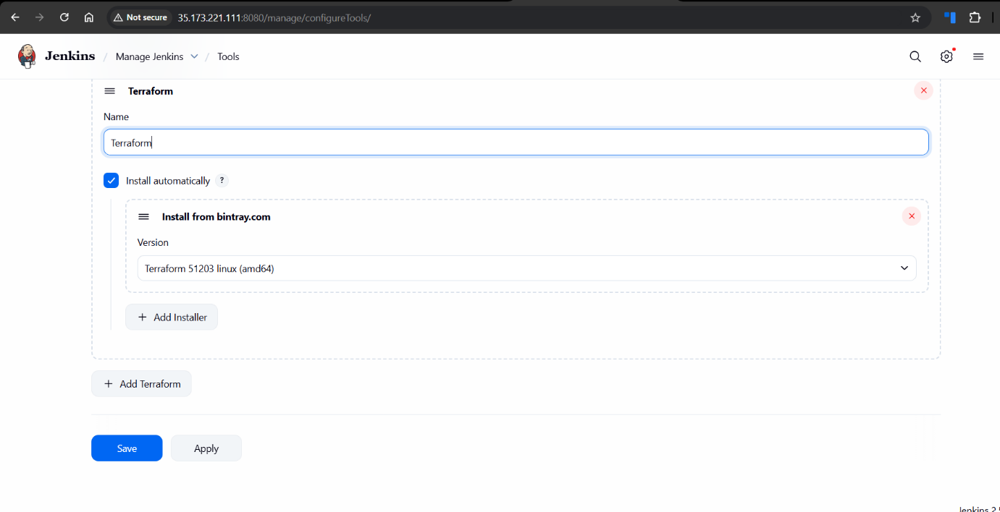 Not secure 35.173.221.111:8080/manage/configureTools/
Jenkins / Manage Jenkins / Tools
Terraform
Name
Terraform
Install automatically ?
Install from bintray.com
Version
Terraform 51203 linux (amd64)
+ Add Installer
+ Add Terraform
Save Apply
Jenkins 2.